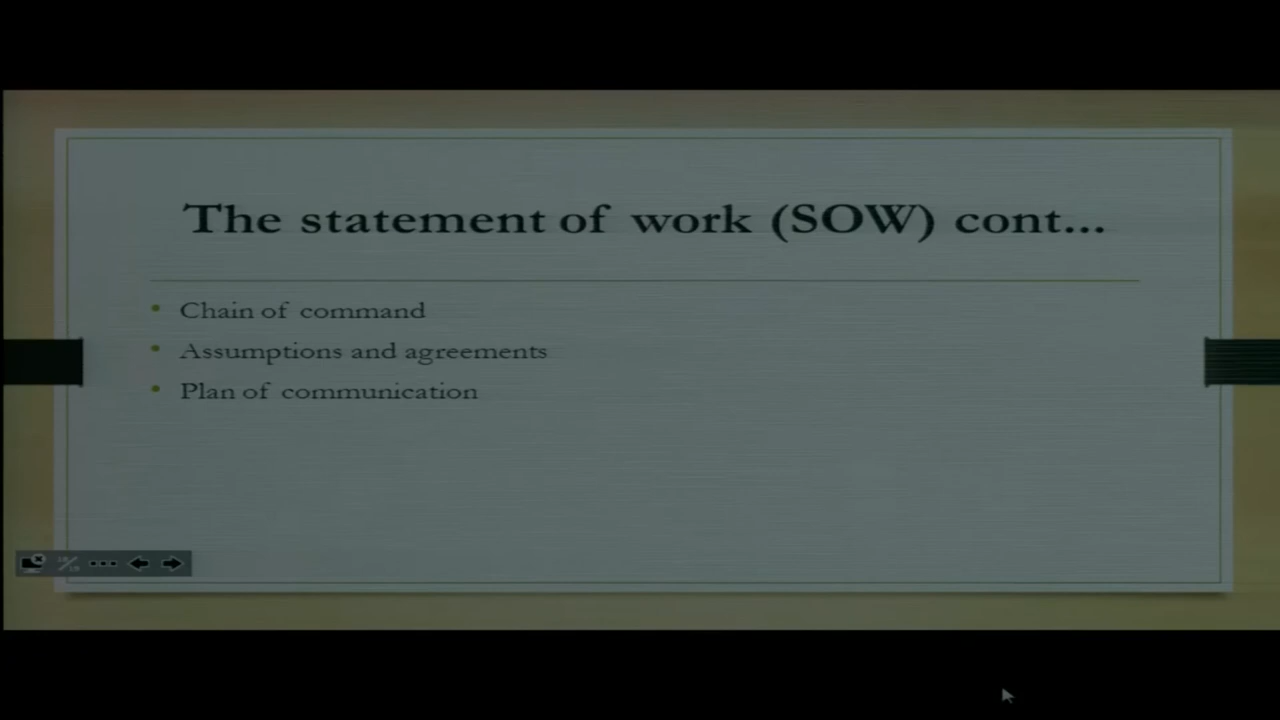 The statement of work (SOW) cont...
• Chain of command
• Assumptions and agreements
• Plan of communication